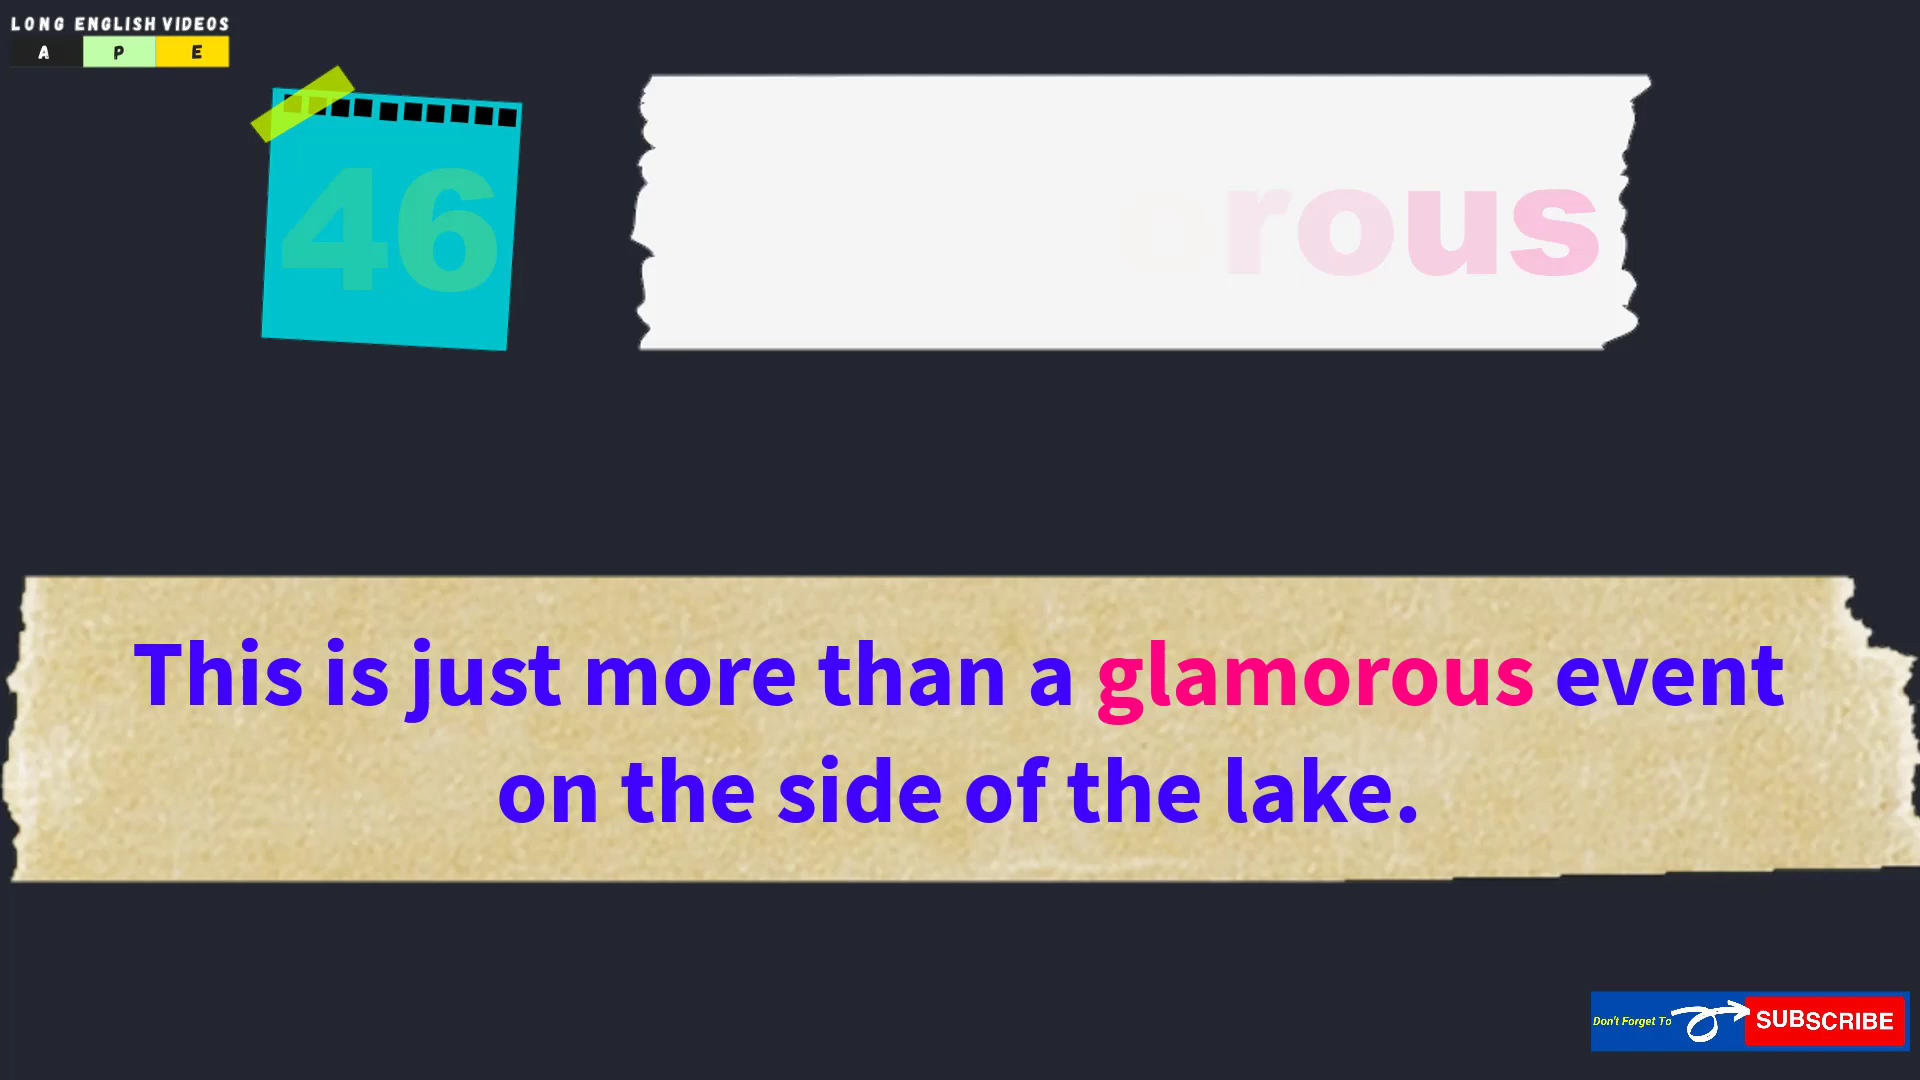 LONG ENGLISH VIDEOS
A P E
46
orous
This is just more than a glamorous event
on the side of the lake.
Don't Forget To
SUBSCRIBE